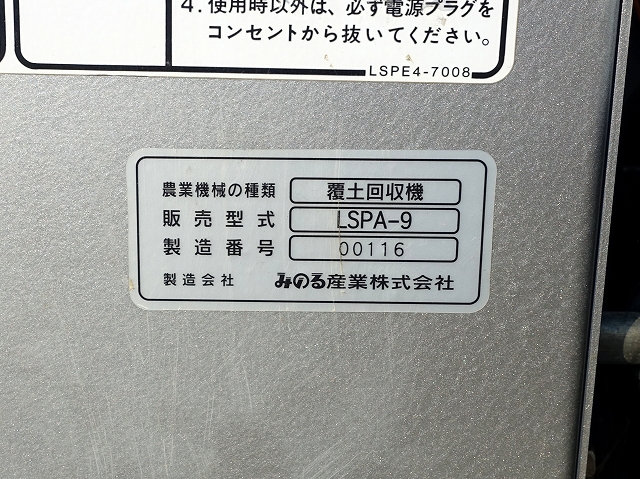 4. 使用時以外は、必ず電源プラグを
コンセントから抜いてください。
LSPE4-7008
農業機械の種類 覆土回収機
販売型式 LSPA-9
製造番号 00116
製造会社 みのる産業株式会社